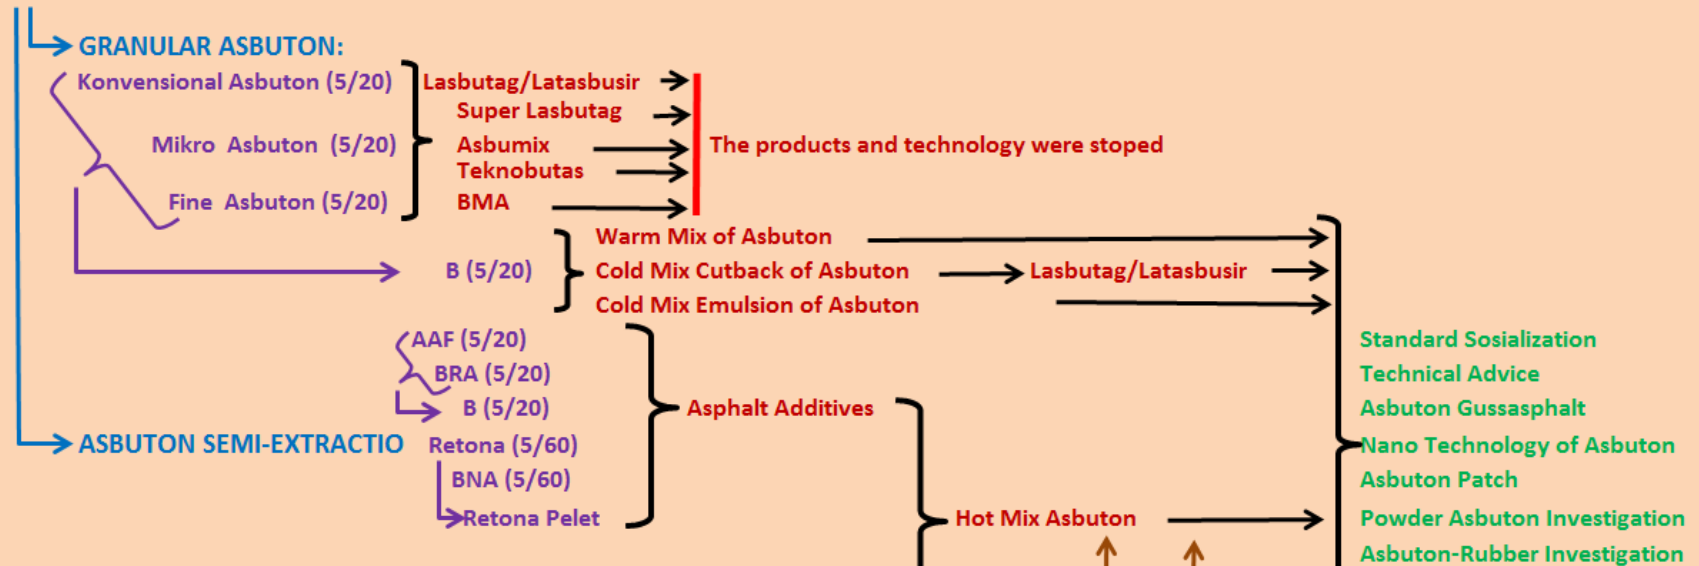 GRANULAR ASBUTON:
Konvensional Asbuton (5/20) Lasbutag/Latasbusir
Super Lasbutag
Mikro Asbuton (5/20) Asbumix The products and technology were stoped
Teknobutas
Fine Asbuton (5/20) BMA
Warm Mix of Asbuton
B (5/20) Cold Mix Cutback of Asbuton Lasbutag/Latasbusir
Cold Mix Emulsion of Asbuton
AAF (5/20) Standard Sosialization
BRA (5/20) Technical Advice
B (5/20) Asphalt Additives Asbuton Gussasphalt
ASBUTON SEMI-EXTRACTIO Retona (5/60) Nano Technology of Asbuton
BNA (5/60) Asbuton Patch
Retona Pelet Hot Mix Asbuton Powder Asbuton Investigation
Asbuton-Rubber Investigation